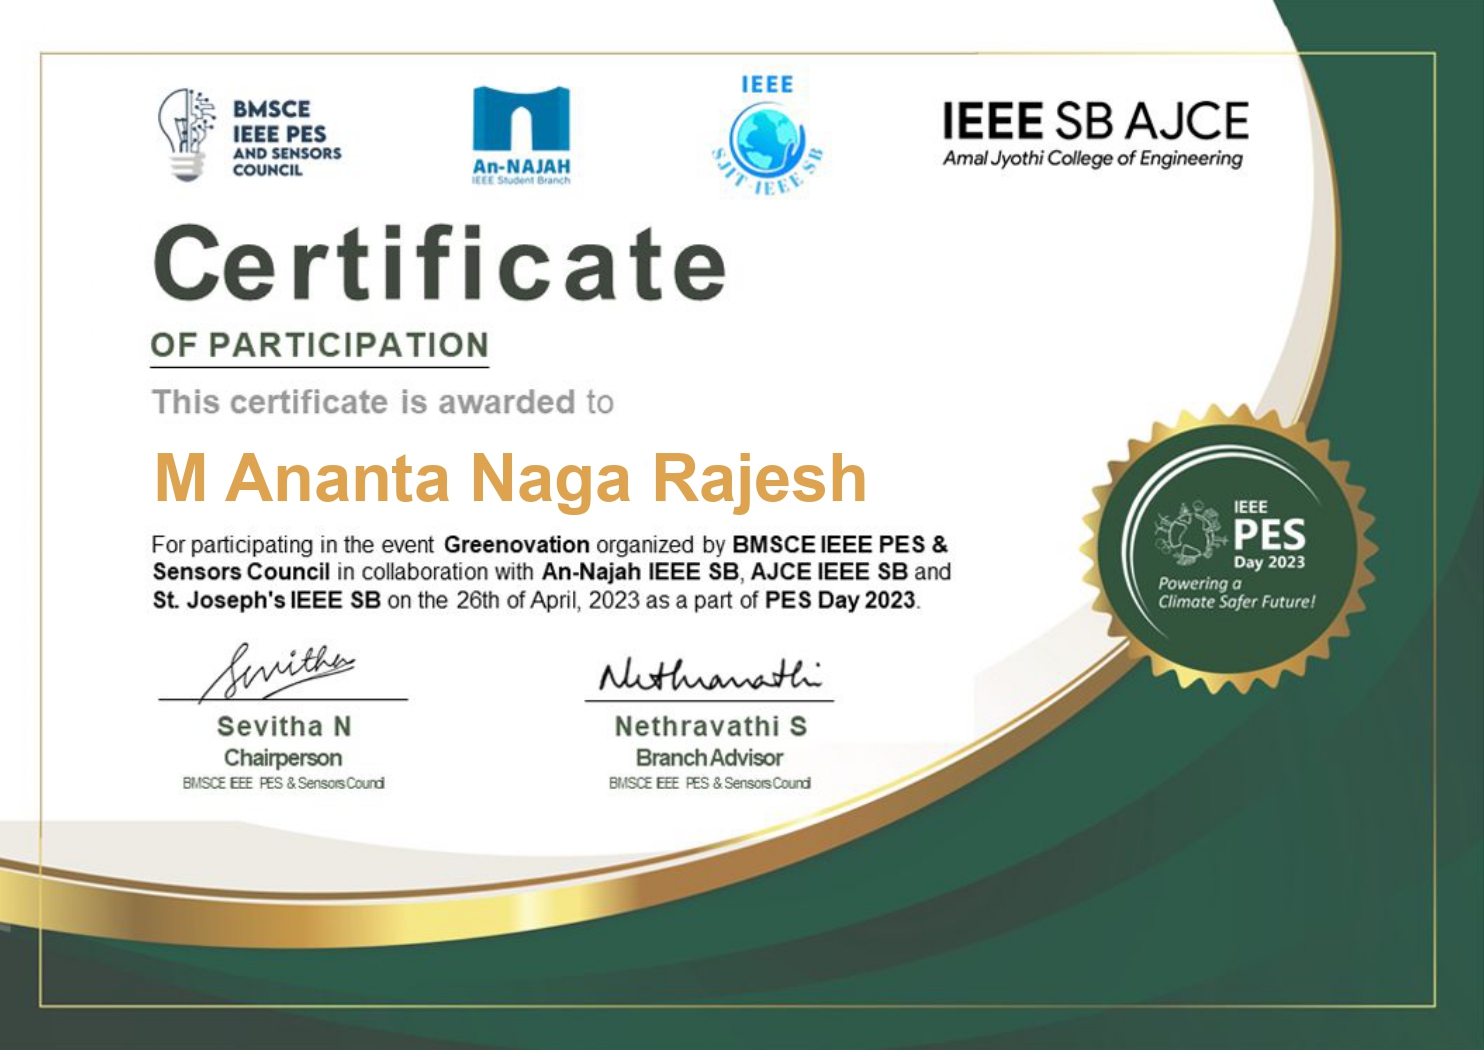 BMSCE
IEEE PES
AND SENSORS
COUNCIL
An-NAJAH
IEEE Student Branch
IEEE
SJIT-IEEE SB
IEEE SB AJCE
Amal Jyothi College of Engineering
Certificate
OF PARTICIPATION
This certificate is awarded to
M Ananta Naga Rajesh
For participating in the event Greenovation organized by BMSCE IEEE PES &
Sensors Council in collaboration with An-Najah IEEE SB, AJCE IEEE SB and
St. Joseph's IEEE SB on the 26th of April, 2023 as a part of PES Day 2023.
IEEE
PES
Day 2023
Powering a
Climate Safer Future!
Sevitha
Nethravathi
Sevitha N
Chairperson
BMSCE IEEE PES & Sensors Council
Nethravathi S
Branch Advisor
BMSCE IEEE PES & Sensors Council